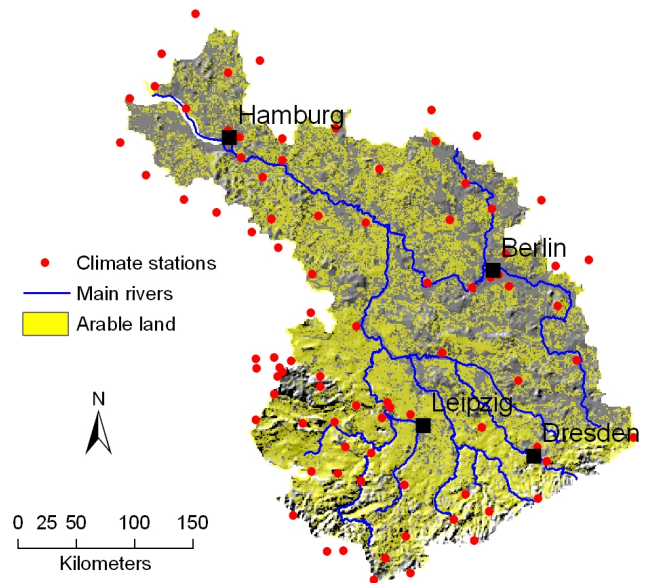 Hamburg
Berlin
Climate stations
Main rivers
Arable land
N
Leipzig
Dresden
0 25 50 100 150
Kilometers